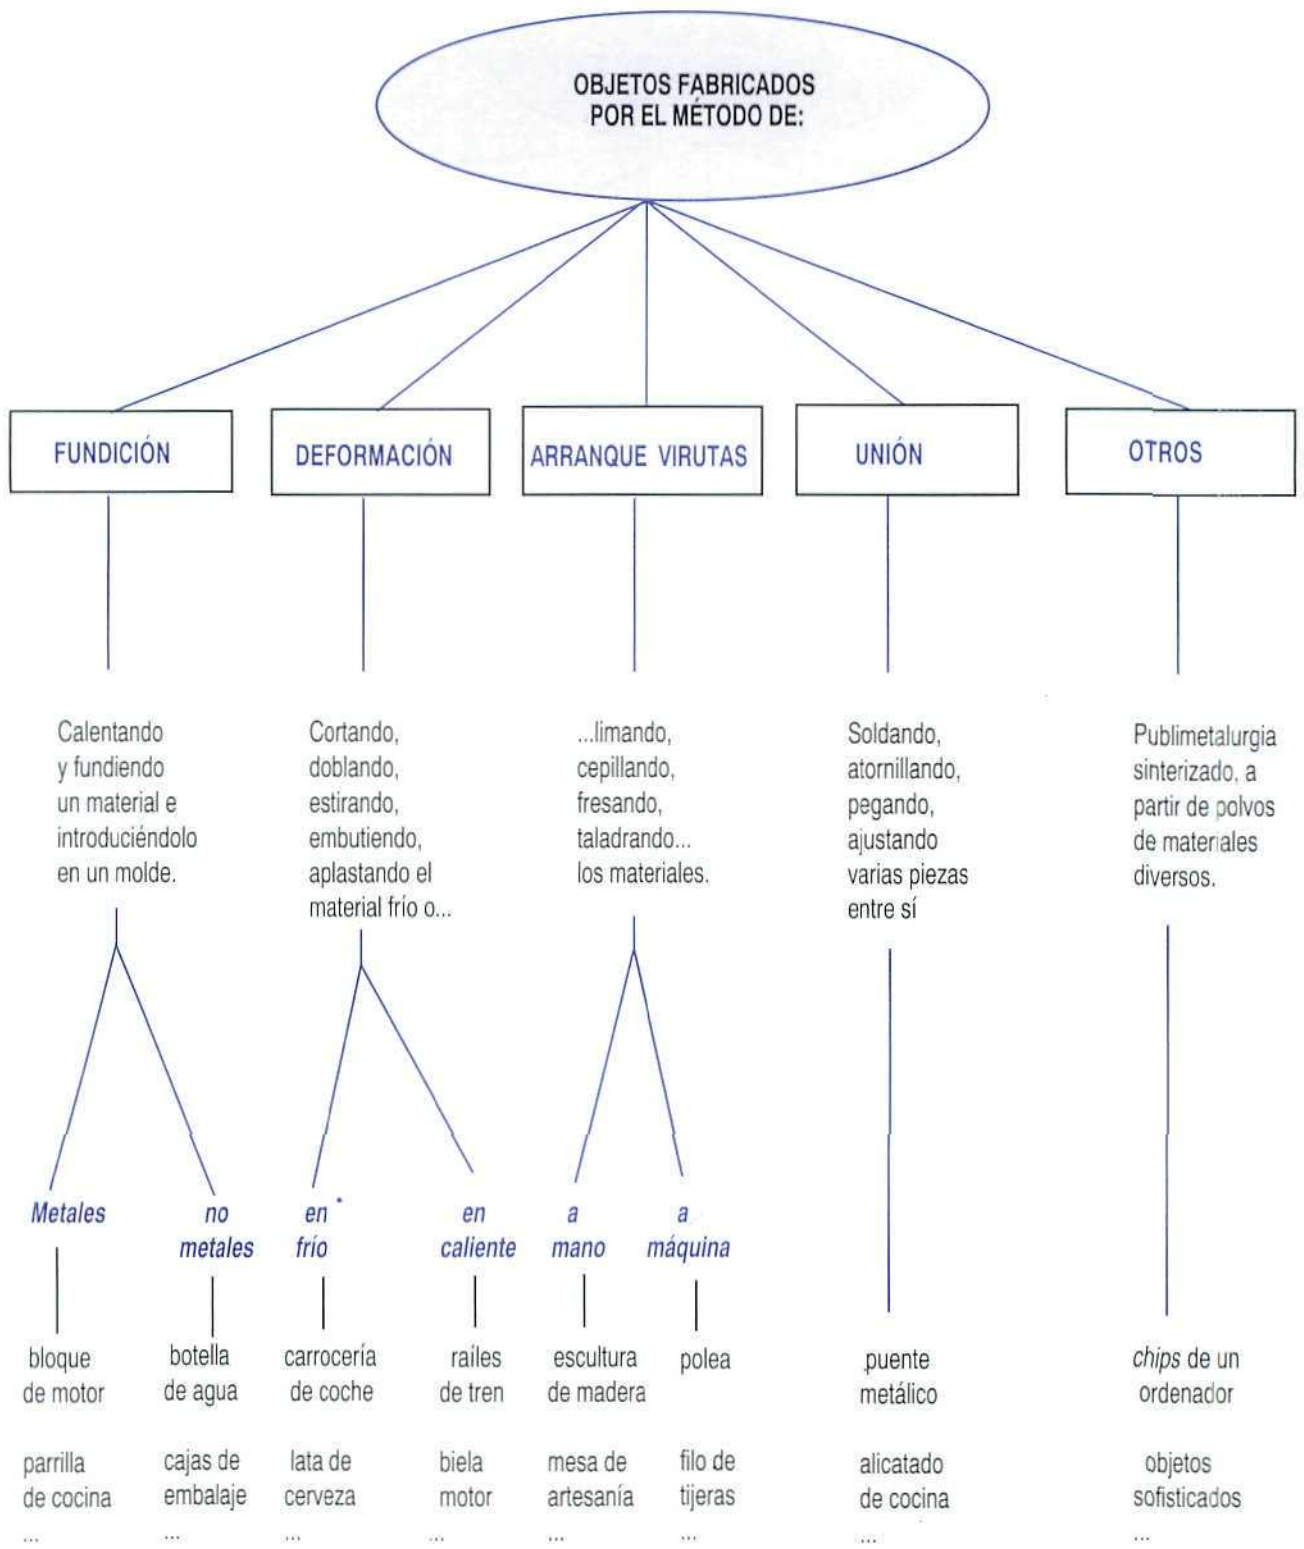 OBJETOS FABRICADOS
POR EL MÉTODO DE:
FUNDICIÓN
DEFORMACIÓN
ARRANQUE VIRUTAS
UNIÓN
OTROS
Calentando
y fundiendo
un material e
introduciéndolo
en un molde.
Cortando,
doblando,
estirando,
embutiendo,
aplastando el
material frío o...
...limando,
cepillando,
fresando,
taladrando...
los materiales.
Soldando,
atornillando,
pegando,
ajustando
varias piezas
entre sí
Publimetalurgia
sinterizado, a
partir de polvos
de materiales
diversos.
Metales
no
metales
en
frío
en
caliente
a
mano
a
máquina
bloque
de motor
parrilla
de cocina
...
botella
de agua
cajas de
embalaje
...
carrocería
de coche
lata de
cerveza
...
raíles
de tren
biela
motor
...
escultura
de madera
mesa de
artesanía
...
polea
filo de
tijeras
...
puente
metálico
alicatado
de cocina
...
chips de un
ordenador
objetos
sofisticados
...